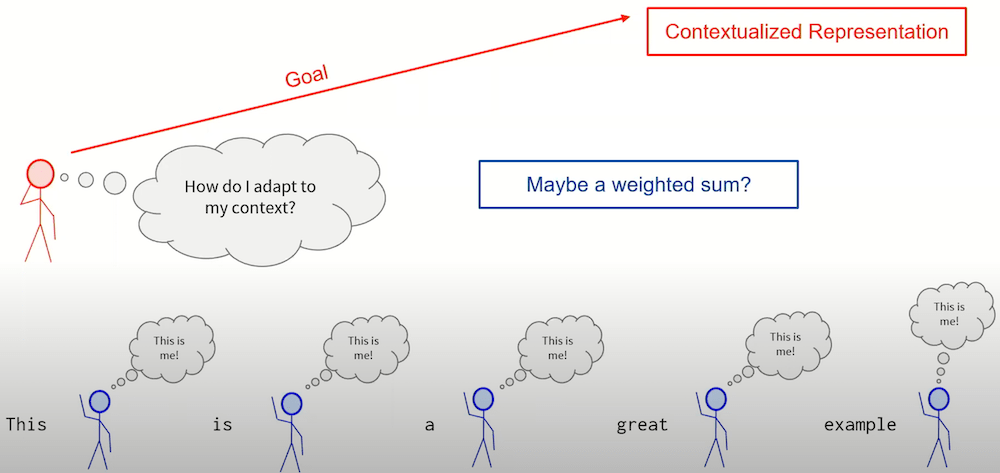 Contextualized Representation
Goal
How do I adapt to
my context?
Maybe a weighted sum?
This is
me!
This is
me!
This is
me!
This is
me!
This is
me!
This is a great example